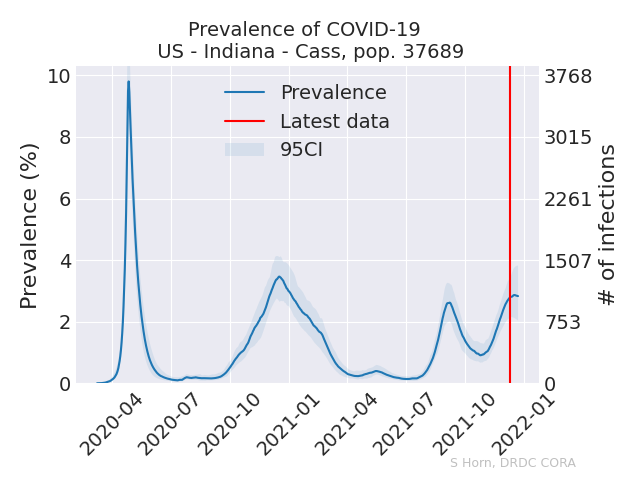 Prevalence of COVID-19
US - Indiana - Cass, pop. 37689
Prevalence
Latest data
95CI
Prevalence (%)
10
8
6
4
2
0
3768
3015
2261
1507
753
0
# of infections
2020-04
2020-07
2020-10
2021-01
2021-04
2021-07
2021-10
2022-01
S Horn, DRDC CORA